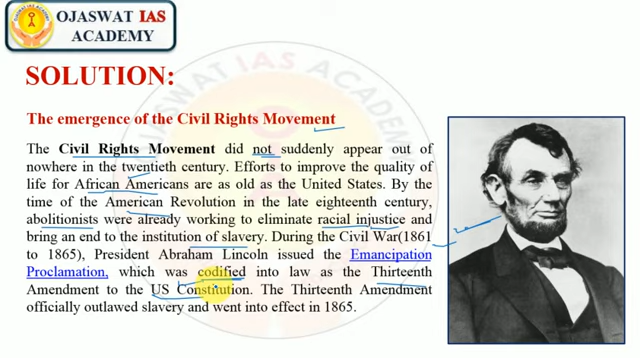 OJASWAT IAS
ACADEMY
SOLUTION:
The emergence of the Civil Rights Movement
The Civil Rights Movement did not suddenly appear out of
nowhere in the twentieth century. Efforts to improve the quality of
life for African Americans are as old as the United States. By the
time of the American Revolution in the late eighteenth century,
abolitionists were already working to eliminate racial injustice and
bring an end to the institution of slavery. During the Civil War(1861
to 1865), President Abraham Lincoln issued the Emancipation
Proclamation, which was codified into law as the Thirteenth
Amendment to the US Constitution. The Thirteenth Amendment
officially outlawed slavery and went into effect in 1865.